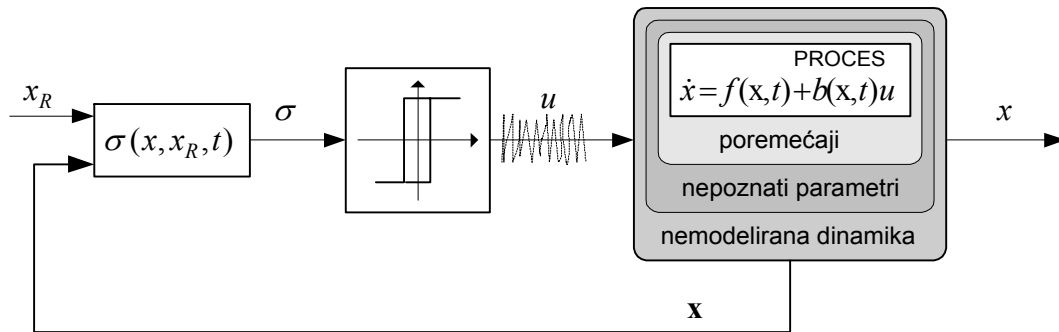 x_R
σ(x, x_R, t)
σ
u
PROCES
ẋ = f(x,t)+b(x,t)u
poremećaji
nepoznati parametri
nemodelirana dinamika
x
x